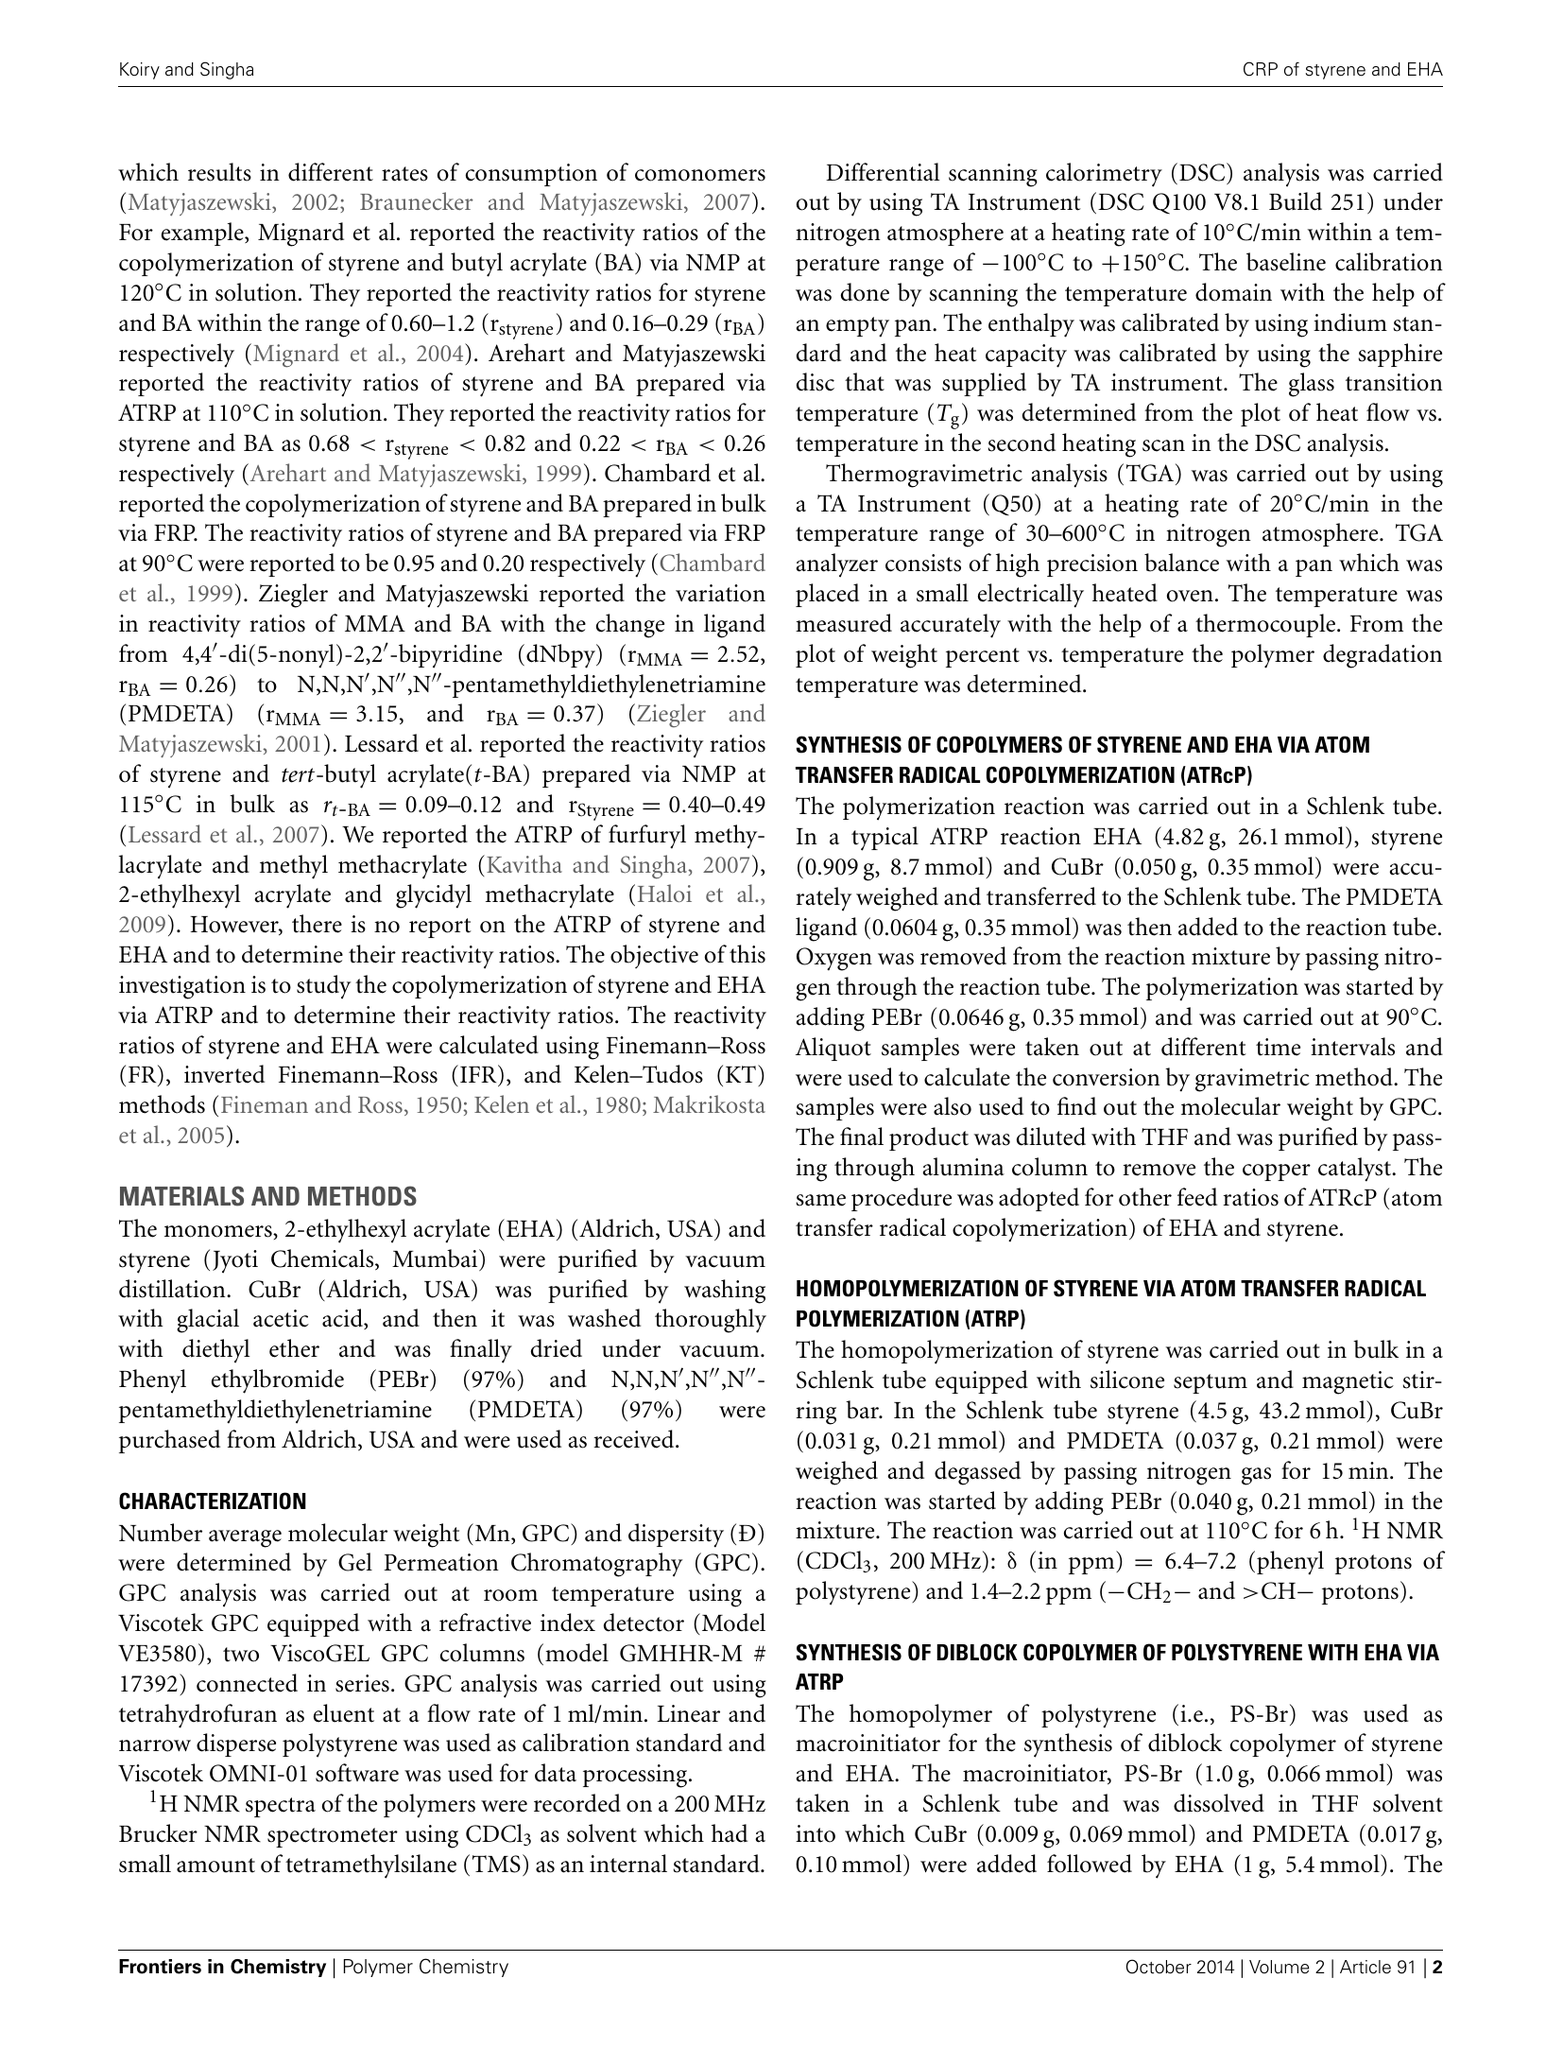 Koiry and Singha
CRP of styrene and EHA
which results in different rates of consumption of comonomers
(Matyjaszewski, 2002; Braunecker and Matyjaszewski, 2007).
For example, Mignard et al. reported the reactivity ratios of the
copolymerization of styrene and butyl acrylate (BA) via NMP at
120°C in solution. They reported the reactivity ratios for styrene
and BA within the range of 0.60–1.2 (rstyrene) and 0.16–0.29 (rBA)
respectively (Mignard et al., 2004). Arehart and Matyjaszewski
reported the reactivity ratios of styrene and BA prepared via
ATRP at 110°C in solution. They reported the reactivity ratios for
styrene and BA as 0.68 < rstyrene < 0.82 and 0.22 < rBA < 0.26
respectively (Arehart and Matyjaszewski, 1999). Chambard et al.
reported the copolymerization of styrene and BA prepared in bulk
via FRP. The reactivity ratios of styrene and BA prepared via FRP
at 90°C were reported to be 0.95 and 0.20 respectively (Chambard
et al., 1999). Ziegler and Matyjaszewski reported the variation
in reactivity ratios of MMA and BA with the change in ligand
from 4,4′-di(5-nonyl)-2,2′-bipyridine (dNbpy) (rMMA = 2.52,
rBA = 0.26) to N,N,N′,N″,N″-pentamethyldiethylenetriamine
(PMDETA) (rMMA = 3.15, and rBA = 0.37) (Ziegler and
Matyjaszewski, 2001). Lessard et al. reported the reactivity ratios
of styrene and tert-butyl acrylate(t-BA) prepared via NMP at
115°C in bulk as rt-BA = 0.09–0.12 and rStyrene = 0.40–0.49
(Lessard et al., 2007). We reported the ATRP of furfuryl methy-
lacrylate and methyl methacrylate (Kavitha and Singha, 2007),
2-ethylhexyl acrylate and glycidyl methacrylate (Haloi et al.,
2009). However, there is no report on the ATRP of styrene and
EHA and to determine their reactivity ratios. The objective of this
investigation is to study the copolymerization of styrene and EHA
via ATRP and to determine their reactivity ratios. The reactivity
ratios of styrene and EHA were calculated using Finemann–Ross
(FR), inverted Finemann–Ross (IFR), and Kelen–Tudos (KT)
methods (Fineman and Ross, 1950; Kelen et al., 1980; Makrikosta
et al., 2005).
MATERIALS AND METHODS
The monomers, 2-ethylhexyl acrylate (EHA) (Aldrich, USA) and
styrene (Jyoti Chemicals, Mumbai) were purified by vacuum
distillation. CuBr (Aldrich, USA) was purified by washing
with glacial acetic acid, and then it was washed thoroughly
with diethyl ether and was finally dried under vacuum.
Phenyl ethylbromide (PEBr) (97%) and N,N,N′,N″,N″-
pentamethyldiethylenetriamine (PMDETA) (97%) were
purchased from Aldrich, USA and were used as received.
CHARACTERIZATION
Number average molecular weight (Mn, GPC) and dispersity (Đ)
were determined by Gel Permeation Chromatography (GPC).
GPC analysis was carried out at room temperature using a
Viscotek GPC equipped with a refractive index detector (Model
VE3580), two ViscoGEL GPC columns (model GMHHR-M #
17392) connected in series. GPC analysis was carried out using
tetrahydrofuran as eluent at a flow rate of 1 ml/min. Linear and
narrow disperse polystyrene was used as calibration standard and
Viscotek OMNI-01 software was used for data processing.
¹H NMR spectra of the polymers were recorded on a 200 MHz
Brucker NMR spectrometer using CDCl₃ as solvent which had a
small amount of tetramethylsilane (TMS) as an internal standard.
Differential scanning calorimetry (DSC) analysis was carried
out by using TA Instrument (DSC Q100 V8.1 Build 251) under
nitrogen atmosphere at a heating rate of 10°C/min within a tem-
perature range of −100°C to +150°C. The baseline calibration
was done by scanning the temperature domain with the help of
an empty pan. The enthalpy was calibrated by using indium stan-
dard and the heat capacity was calibrated by using the sapphire
disc that was supplied by TA instrument. The glass transition
temperature (Tg) was determined from the plot of heat flow vs.
temperature in the second heating scan in the DSC analysis.
Thermogravimetric analysis (TGA) was carried out by using
a TA Instrument (Q50) at a heating rate of 20°C/min in the
temperature range of 30–600°C in nitrogen atmosphere. TGA
analyzer consists of high precision balance with a pan which was
placed in a small electrically heated oven. The temperature was
measured accurately with the help of a thermocouple. From the
plot of weight percent vs. temperature the polymer degradation
temperature was determined.
SYNTHESIS OF COPOLYMERS OF STYRENE AND EHA VIA ATOM
TRANSFER RADICAL COPOLYMERIZATION (ATRcP)
The polymerization reaction was carried out in a Schlenk tube.
In a typical ATRP reaction EHA (4.82 g, 26.1 mmol), styrene
(0.909 g, 8.7 mmol) and CuBr (0.050 g, 0.35 mmol) were accu-
rately weighed and transferred to the Schlenk tube. The PMDETA
ligand (0.0604 g, 0.35 mmol) was then added to the reaction tube.
Oxygen was removed from the reaction mixture by passing nitro-
gen through the reaction tube. The polymerization was started by
adding PEBr (0.0646 g, 0.35 mmol) and was carried out at 90°C.
Aliquot samples were taken out at different time intervals and
were used to calculate the conversion by gravimetric method. The
samples were also used to find out the molecular weight by GPC.
The final product was diluted with THF and was purified by pass-
ing through alumina column to remove the copper catalyst. The
same procedure was adopted for other feed ratios of ATRcP (atom
transfer radical copolymerization) of EHA and styrene.
HOMOPOLYMERIZATION OF STYRENE VIA ATOM TRANSFER RADICAL
POLYMERIZATION (ATRP)
The homopolymerization of styrene was carried out in bulk in a
Schlenk tube equipped with silicone septum and magnetic stir-
ring bar. In the Schlenk tube styrene (4.5 g, 43.2 mmol), CuBr
(0.031 g, 0.21 mmol) and PMDETA (0.037 g, 0.21 mmol) were
weighed and degassed by passing nitrogen gas for 15 min. The
reaction was started by adding PEBr (0.040 g, 0.21 mmol) in the
mixture. The reaction was carried out at 110°C for 6 h. ¹H NMR
(CDCl₃, 200 MHz): δ (in ppm) = 6.4–7.2 (phenyl protons of
polystyrene) and 1.4–2.2 ppm (−CH₂− and >CH− protons).
SYNTHESIS OF DIBLOCK COPOLYMER OF POLYSTYRENE WITH EHA VIA
ATRP
The homopolymer of polystyrene (i.e., PS-Br) was used as
macroinitiator for the synthesis of diblock copolymer of styrene
and EHA. The macroinitiator, PS-Br (1.0 g, 0.066 mmol) was
taken in a Schlenk tube and was dissolved in THF solvent
into which CuBr (0.009 g, 0.069 mmol) and PMDETA (0.017 g,
0.10 mmol) were added followed by EHA (1 g, 5.4 mmol). The
Frontiers in Chemistry | Polymer Chemistry
October 2014 | Volume 2 | Article 91 | 2